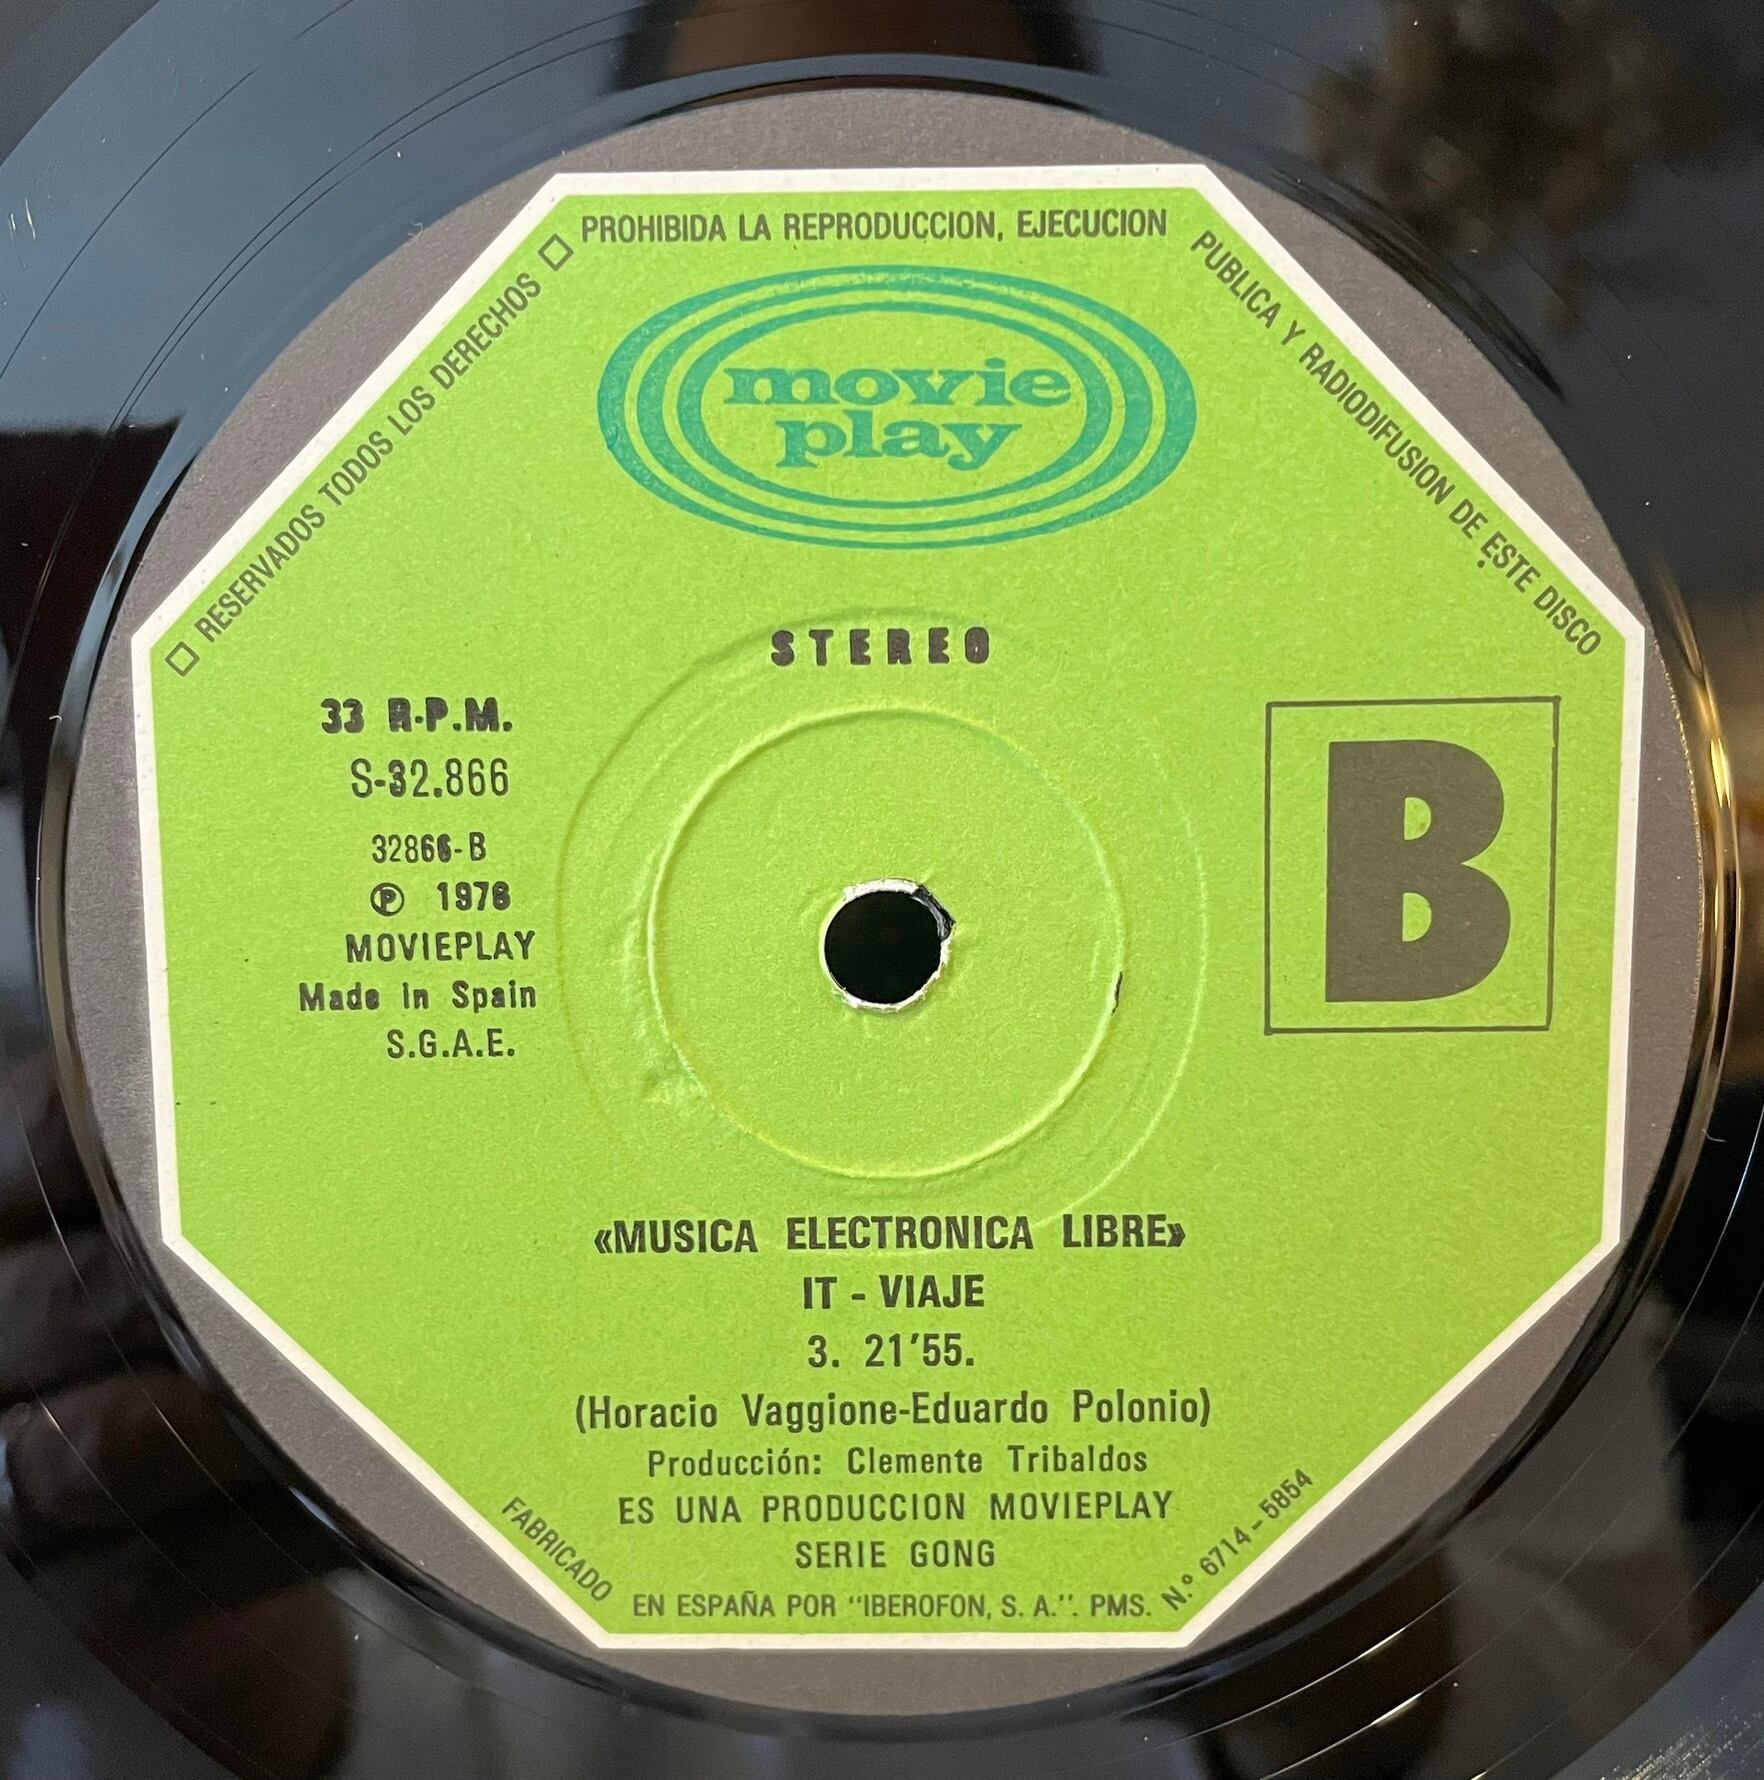 □ RESERVADOS TODOS LOS DERECHOS □ PROHIBIDA LA REPRODUCCION, EJECUCION PUBLICA Y RADIODIFUSION DE ESTE DISCO
movie
play
STEREO
33 R.P.M.
S-32.866
32866-B
Ⓟ 1978
MOVIEPLAY
Made in Spain
S.G.A.E.
B
«MUSICA ELECTRONICA LIBRE»
IT - VIAJE
3. 21'55.
(Horacio Vaggione-Eduardo Polonio)
Producción: Clemente Tribaldos
ES UNA PRODUCCION MOVIEPLAY
SERIE GONG
FABRICADO EN ESPAÑA POR "IBEROFON, S. A.". PMS. N.º 6714-5854